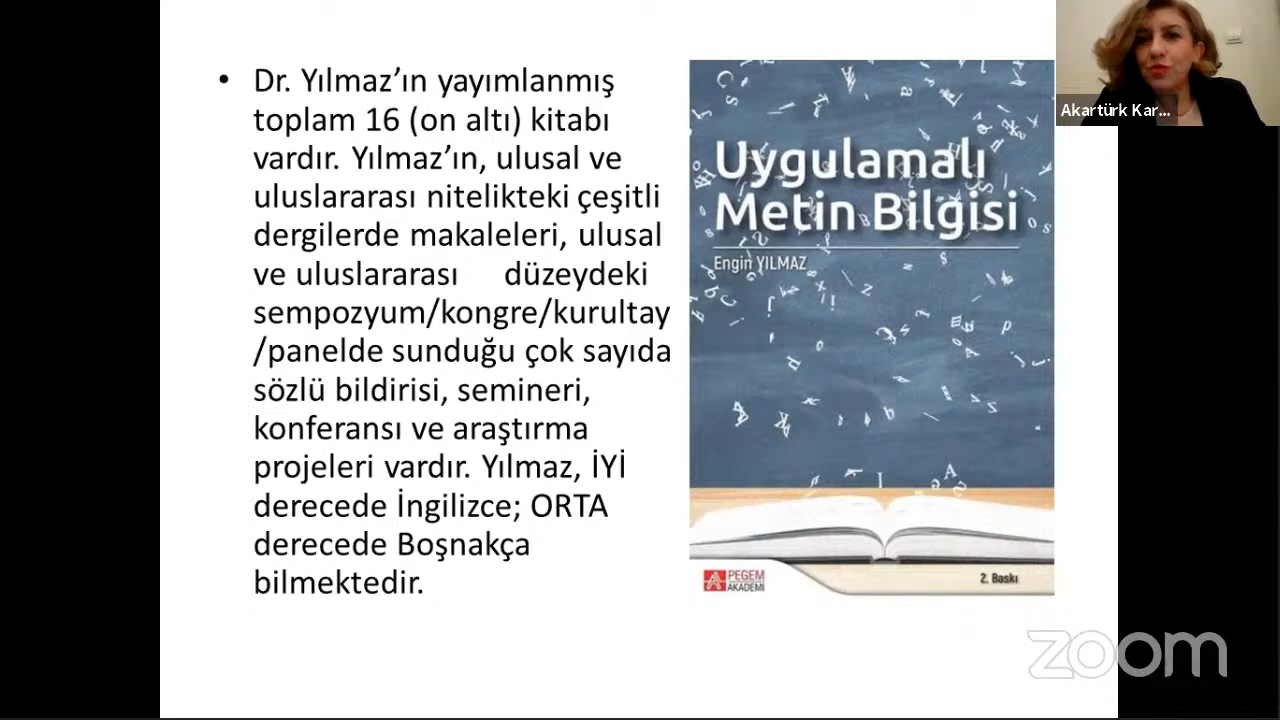 • Dr. Yılmaz’ın yayımlanmış
toplam 16 (on altı) kitabı
vardır. Yılmaz’ın, ulusal ve
uluslararası nitelikteki çeşitli
dergilerde makaleleri, ulusal
ve uluslararası düzeydeki
sempozyum/kongre/kurultay
/panelde sunduğu çok sayıda
sözlü bildirisi, semineri,
konferansı ve araştırma
projeleri vardır. Yılmaz, İYİ
derecede İngilizce; ORTA
derecede Boşnakça
bilmektedir.
Uygulamalı
Metin Bilgisi
Engin YILMAZ
PEGEM
AKADEMİ
2. Baskı
Akartürk Kar...
zoom